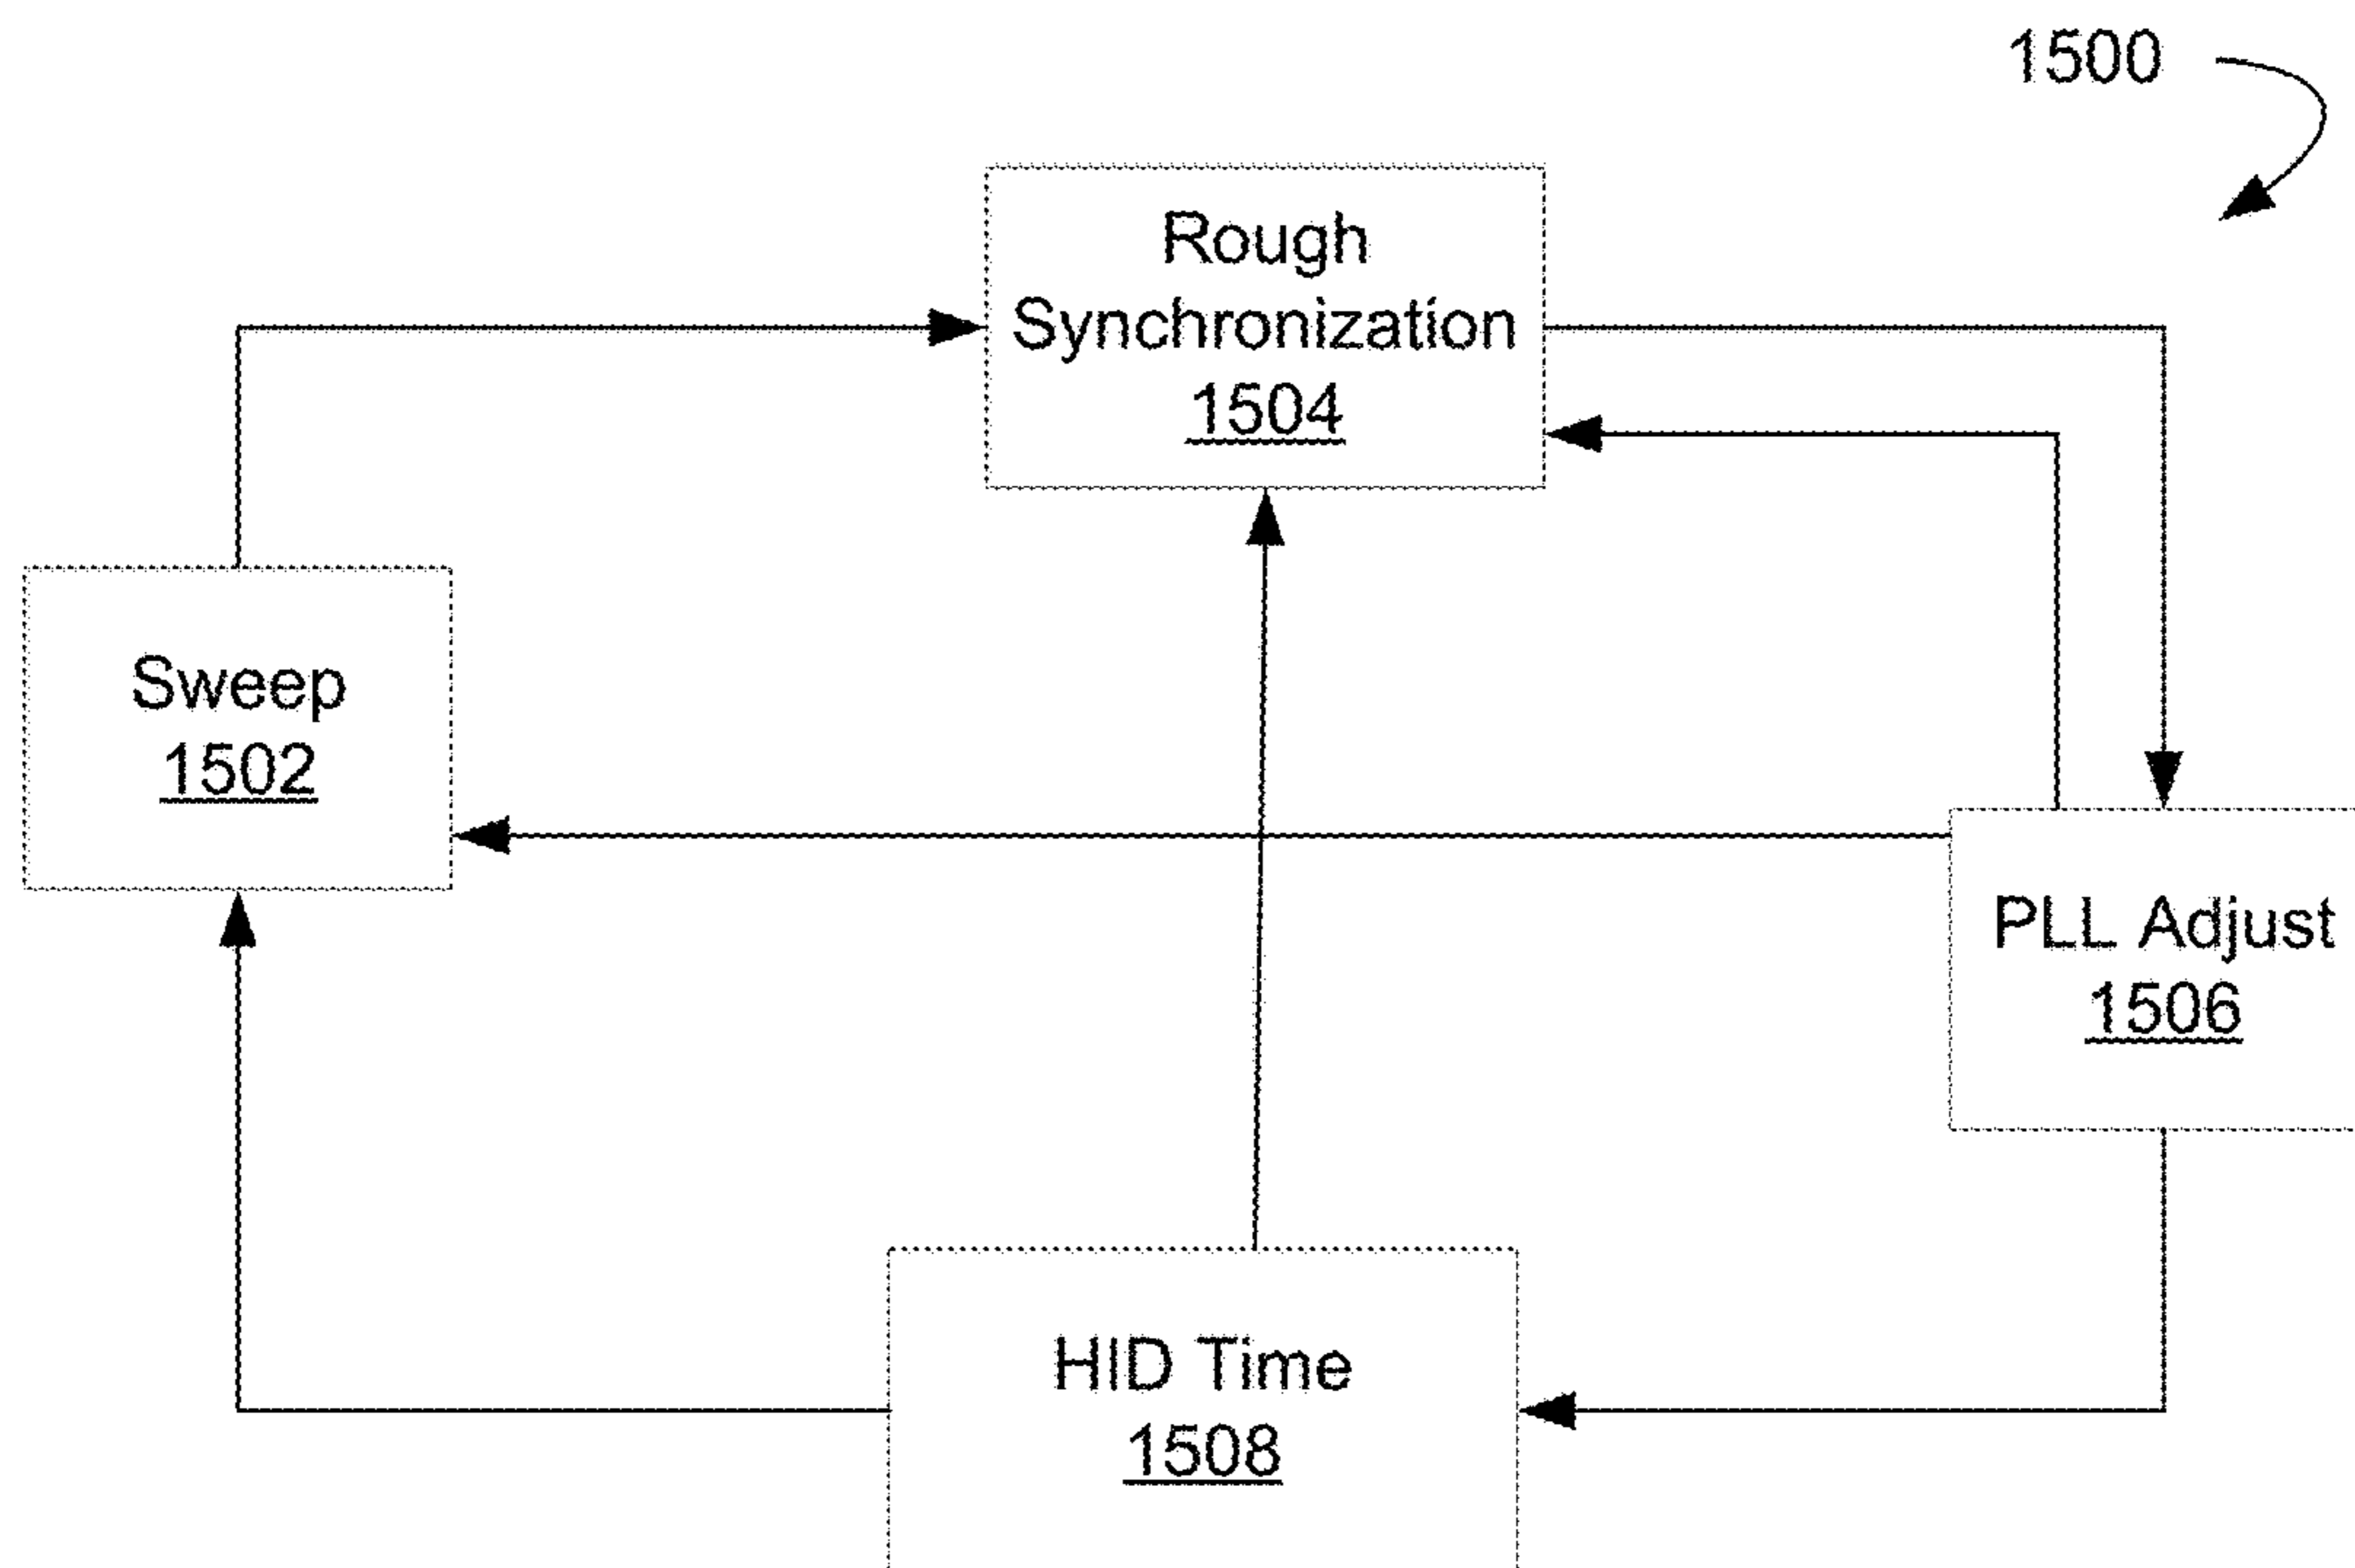 1500
Rough
Synchronization
1504
Sweep
1502
PLL Adjust
1506
HID Time
1508